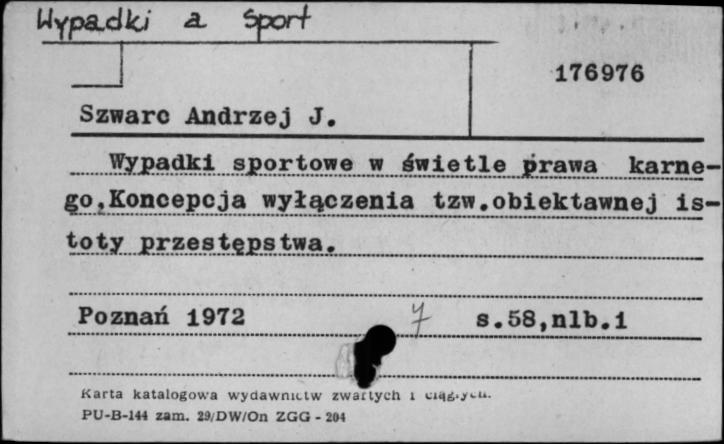 Wypadki a Sport
176976
Szwarc Andrzej J.
Wypadki sportowe w świetle prawa karne-
go,Koncepcja wyłączenia tzw.obiektawnej is-
toty przestępstwa.
Poznań 1972 7 s.58,nlb.1
Karta katalogowa wydawnictw zwartych i ciągłych.
PU-B-144 zam. 29/DW/On ZGG - 204